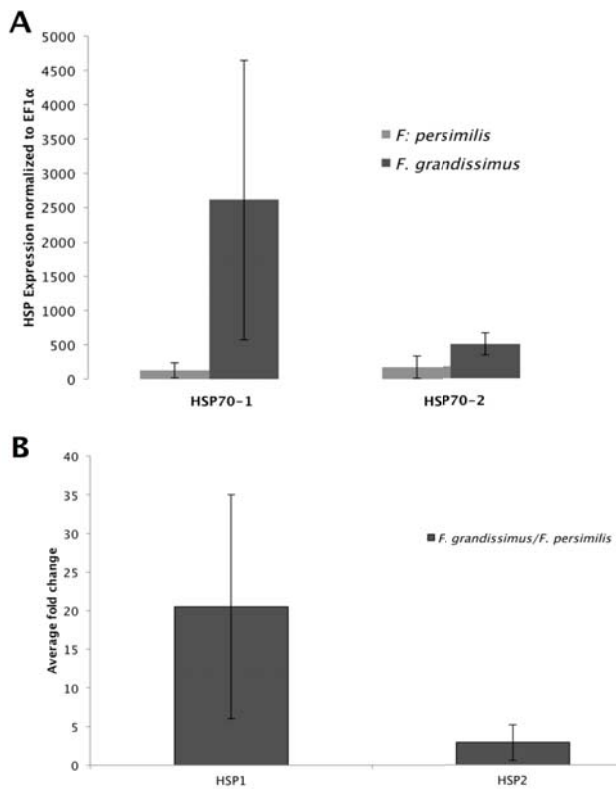 A
HSP Expression normalized to EF1α
5000
4500
4000
3500
3000
2500
2000
1500
1000
500
0
F: persimilis
F. grandissimus
HSP70-1
HSP70-2
B
Average fold change
40
35
30
25
20
15
10
5
0
F. grandissimus/F. persimilis
HSP1
HSP2